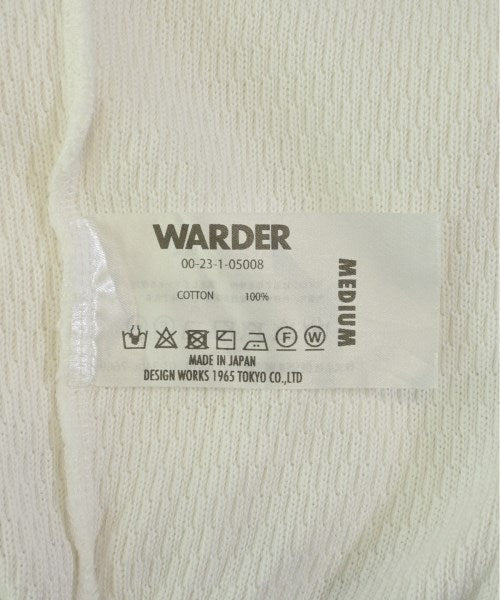 WARDER
00-23-1-05008
COTTON 100%
MEDIUM
F W
MADE IN JAPAN
DESIGN WORKS 1965 TOKYO CO.,LTD